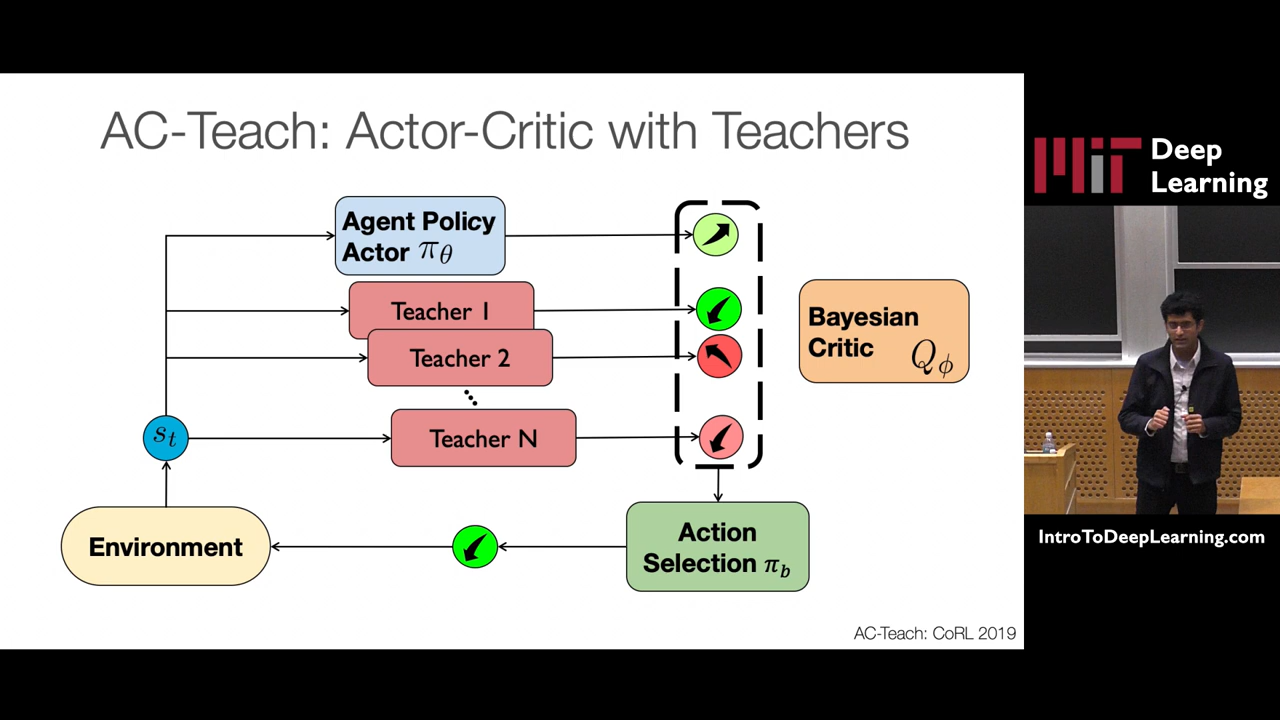 AC-Teach: Actor-Critic with Teachers
Agent Policy
Actor πθ
Teacher 1
Teacher 2
Teacher N
st
Environment
Action
Selection πb
Bayesian
Critic Qϕ
AC-Teach: CoRL 2019
MIT
Deep
Learning
IntroToDeepLearning.com